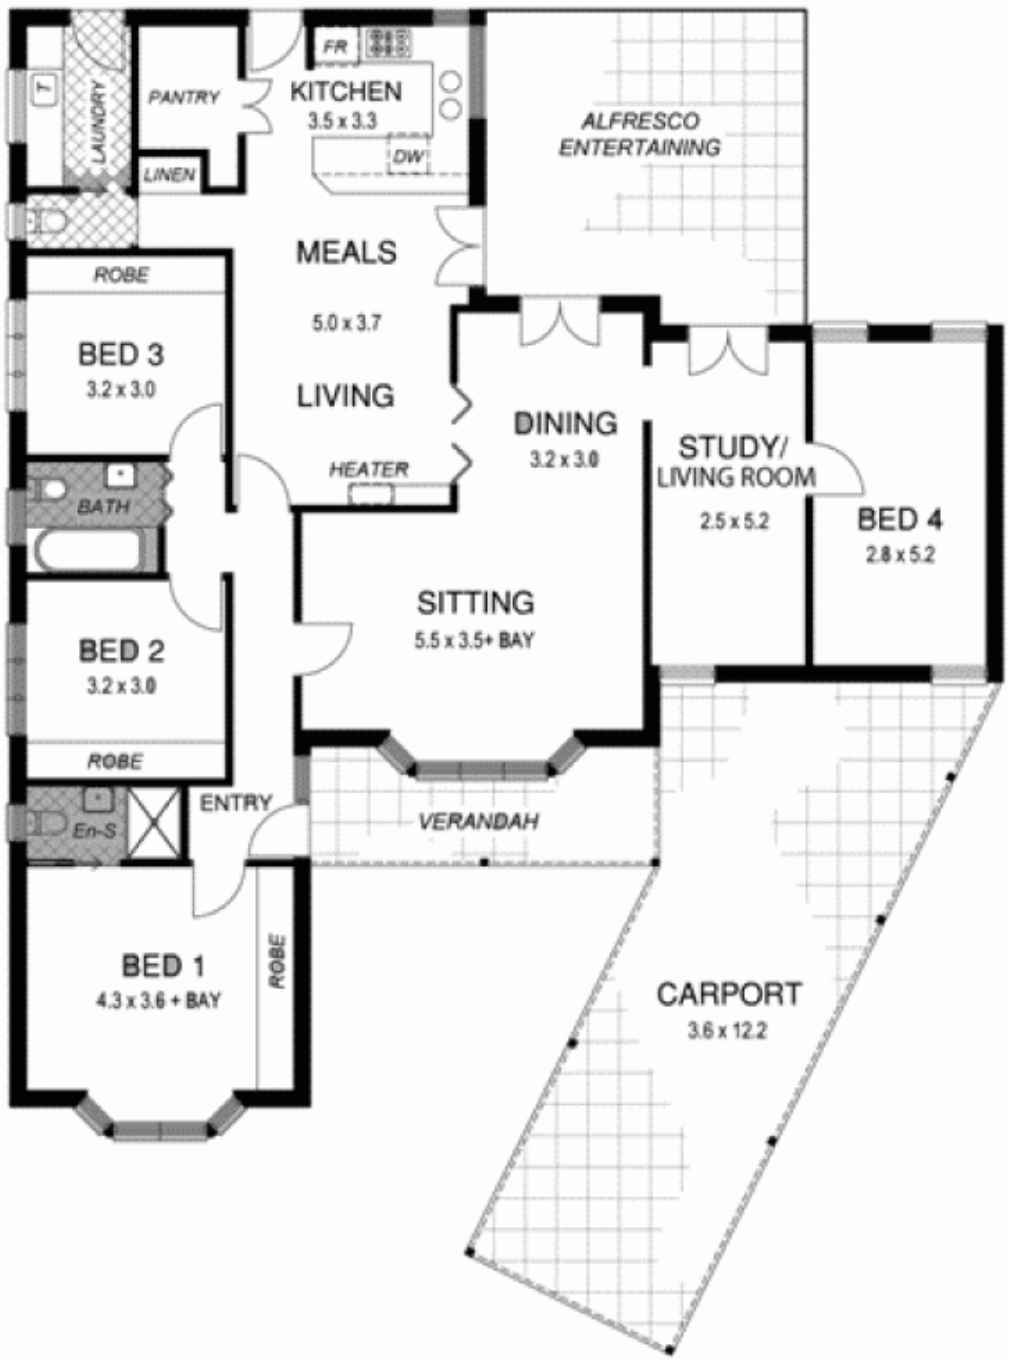 FR
T
LAUNDRY
PANTRY
KITCHEN
3.5 x 3.3
DW
LINEN
ALFRESCO
ENTERTAINING
MEALS
5.0 x 3.7
LIVING
HEATER
ROBE
BED 3
3.2 x 3.0
DINING
3.2 x 3.0
STUDY/
LIVING ROOM
2.5 x 5.2
BED 4
2.8 x 5.2
BATH
SITTING
5.5 x 3.5+ BAY
BED 2
3.2 x 3.0
ROBE
ENTRY
En-S
VERANDAH
BED 1
4.3 x 3.6 + BAY
ROBE
CARPORT
3.6 x 12.2